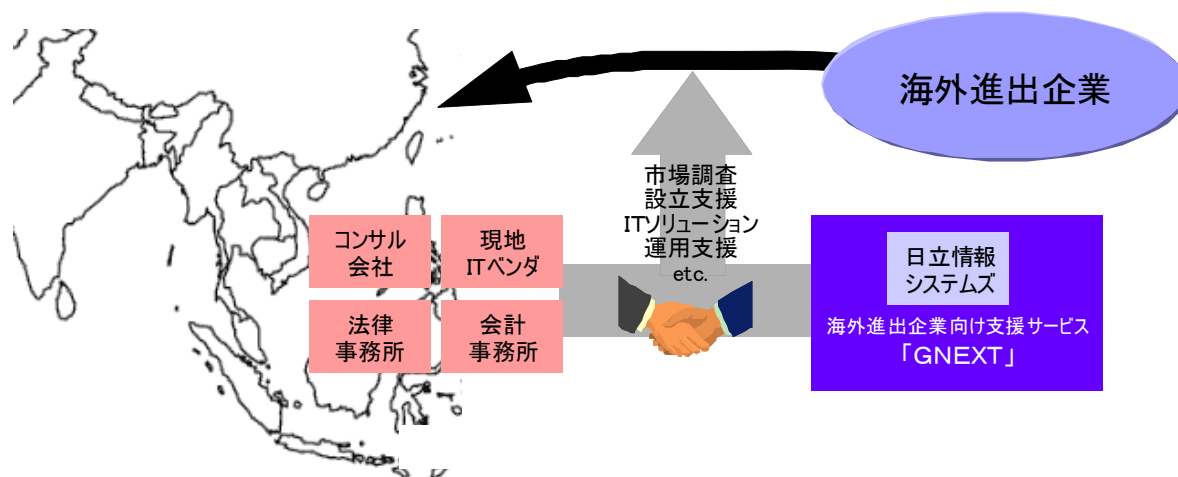 海外進出企業
市場調査
設立支援
ITソリューション
運用支援
etc.
コンサル
会社
現地
ITベンダ
法律
事務所
会計
事務所
日立情報
システムズ
海外進出企業向け支援サービス
「GNEXT」